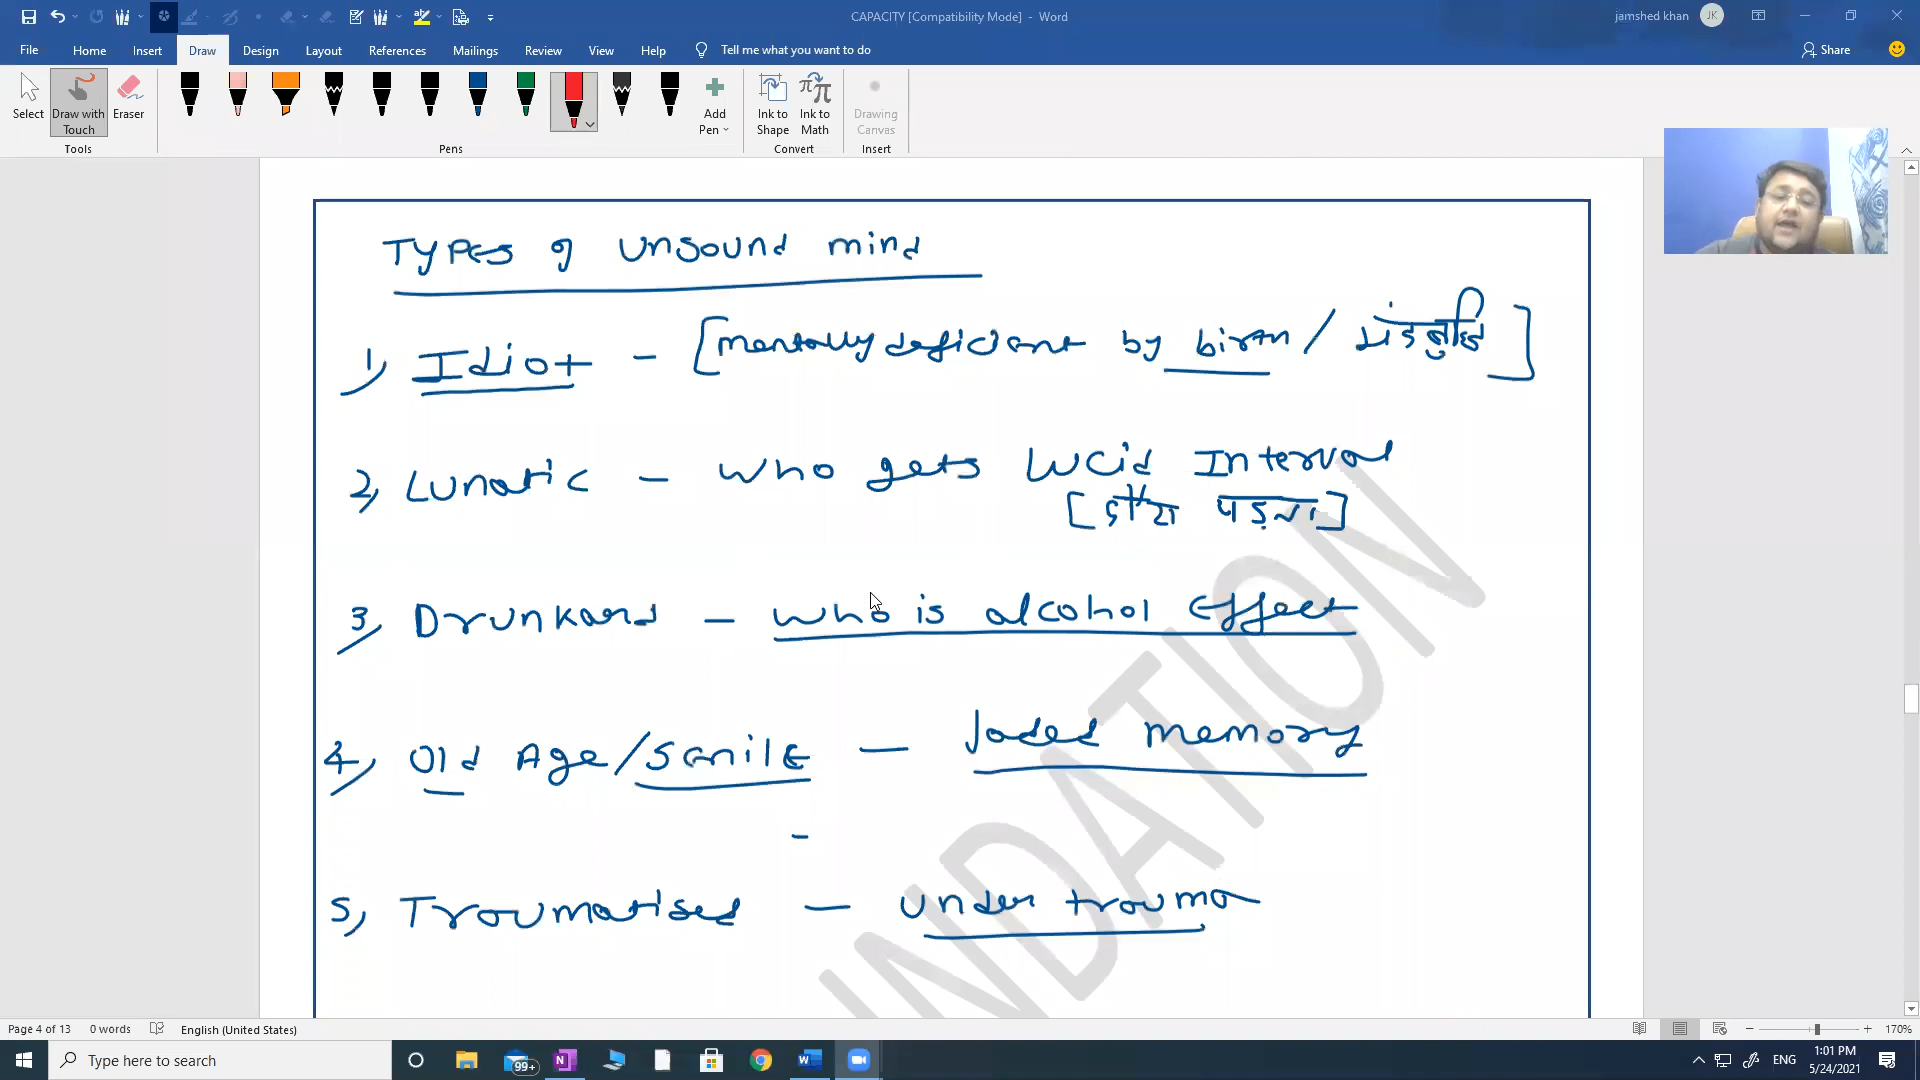 CAPACITY [Compatibility Mode] - Word
jamshed khan JK
File Home Insert Draw Design Layout References Mailings Review View Help Tell me what you want to do
Share
Select Draw with Touch Eraser
Add Pen
Ink to Shape Ink to Math
Drawing Canvas
Tools Pens Convert Insert
Types of unsound mind
1) Idiot - [mentally deficient by birth / मंदबुद्धि]
2) Lunatic - who gets Lucid Interval
[दौरा पड़ना]
3) Drunkard - who is alcohol effect
4) Old Age/Senile - Jaded memory
-
5) Traumatised - under trauma
NDATION
Page 4 of 13 0 words English (United States) 170%
Type here to search
99+
ENG
1:01 PM
5/24/2021